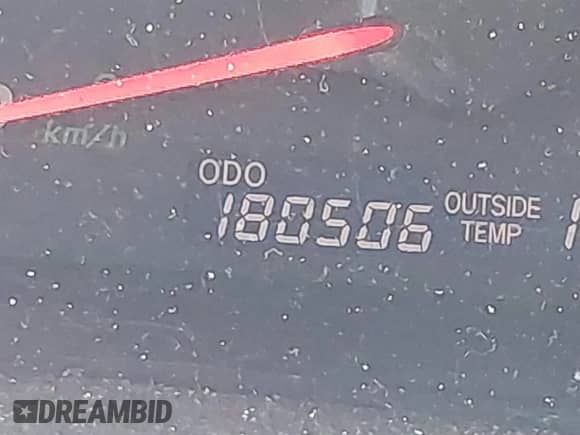 km/h
ODO
180506
OUTSIDE
TEMP
DREAMBID